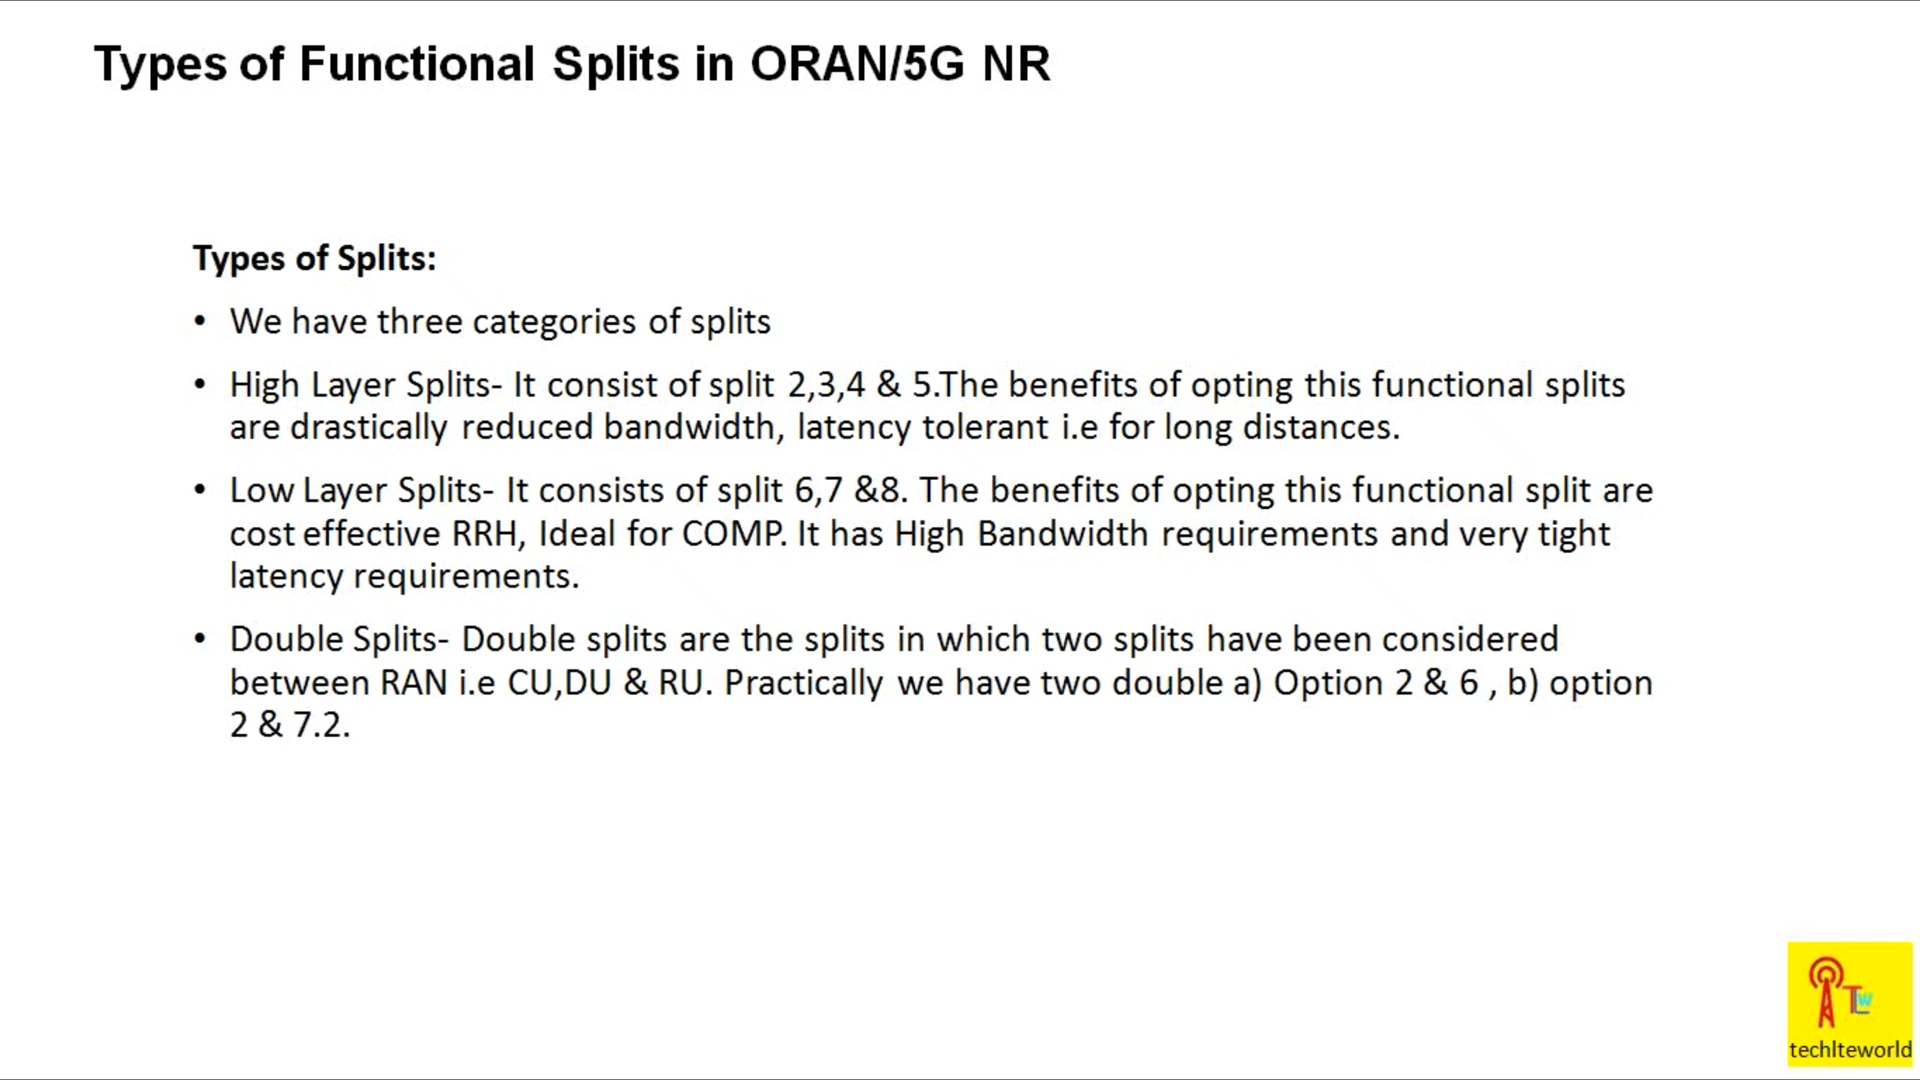 Types of Functional Splits in ORAN/5G NR
Types of Splits:
• We have three categories of splits
• High Layer Splits- It consist of split 2,3,4 & 5.The benefits of opting this functional splits
are drastically reduced bandwidth, latency tolerant i.e for long distances.
• Low Layer Splits- It consists of split 6,7 &8. The benefits of opting this functional split are
cost effective RRH, Ideal for COMP. It has High Bandwidth requirements and very tight
latency requirements.
• Double Splits- Double splits are the splits in which two splits have been considered
between RAN i.e CU,DU & RU. Practically we have two double a) Option 2 & 6 , b) option
2 & 7.2.
TLW
techlteworld